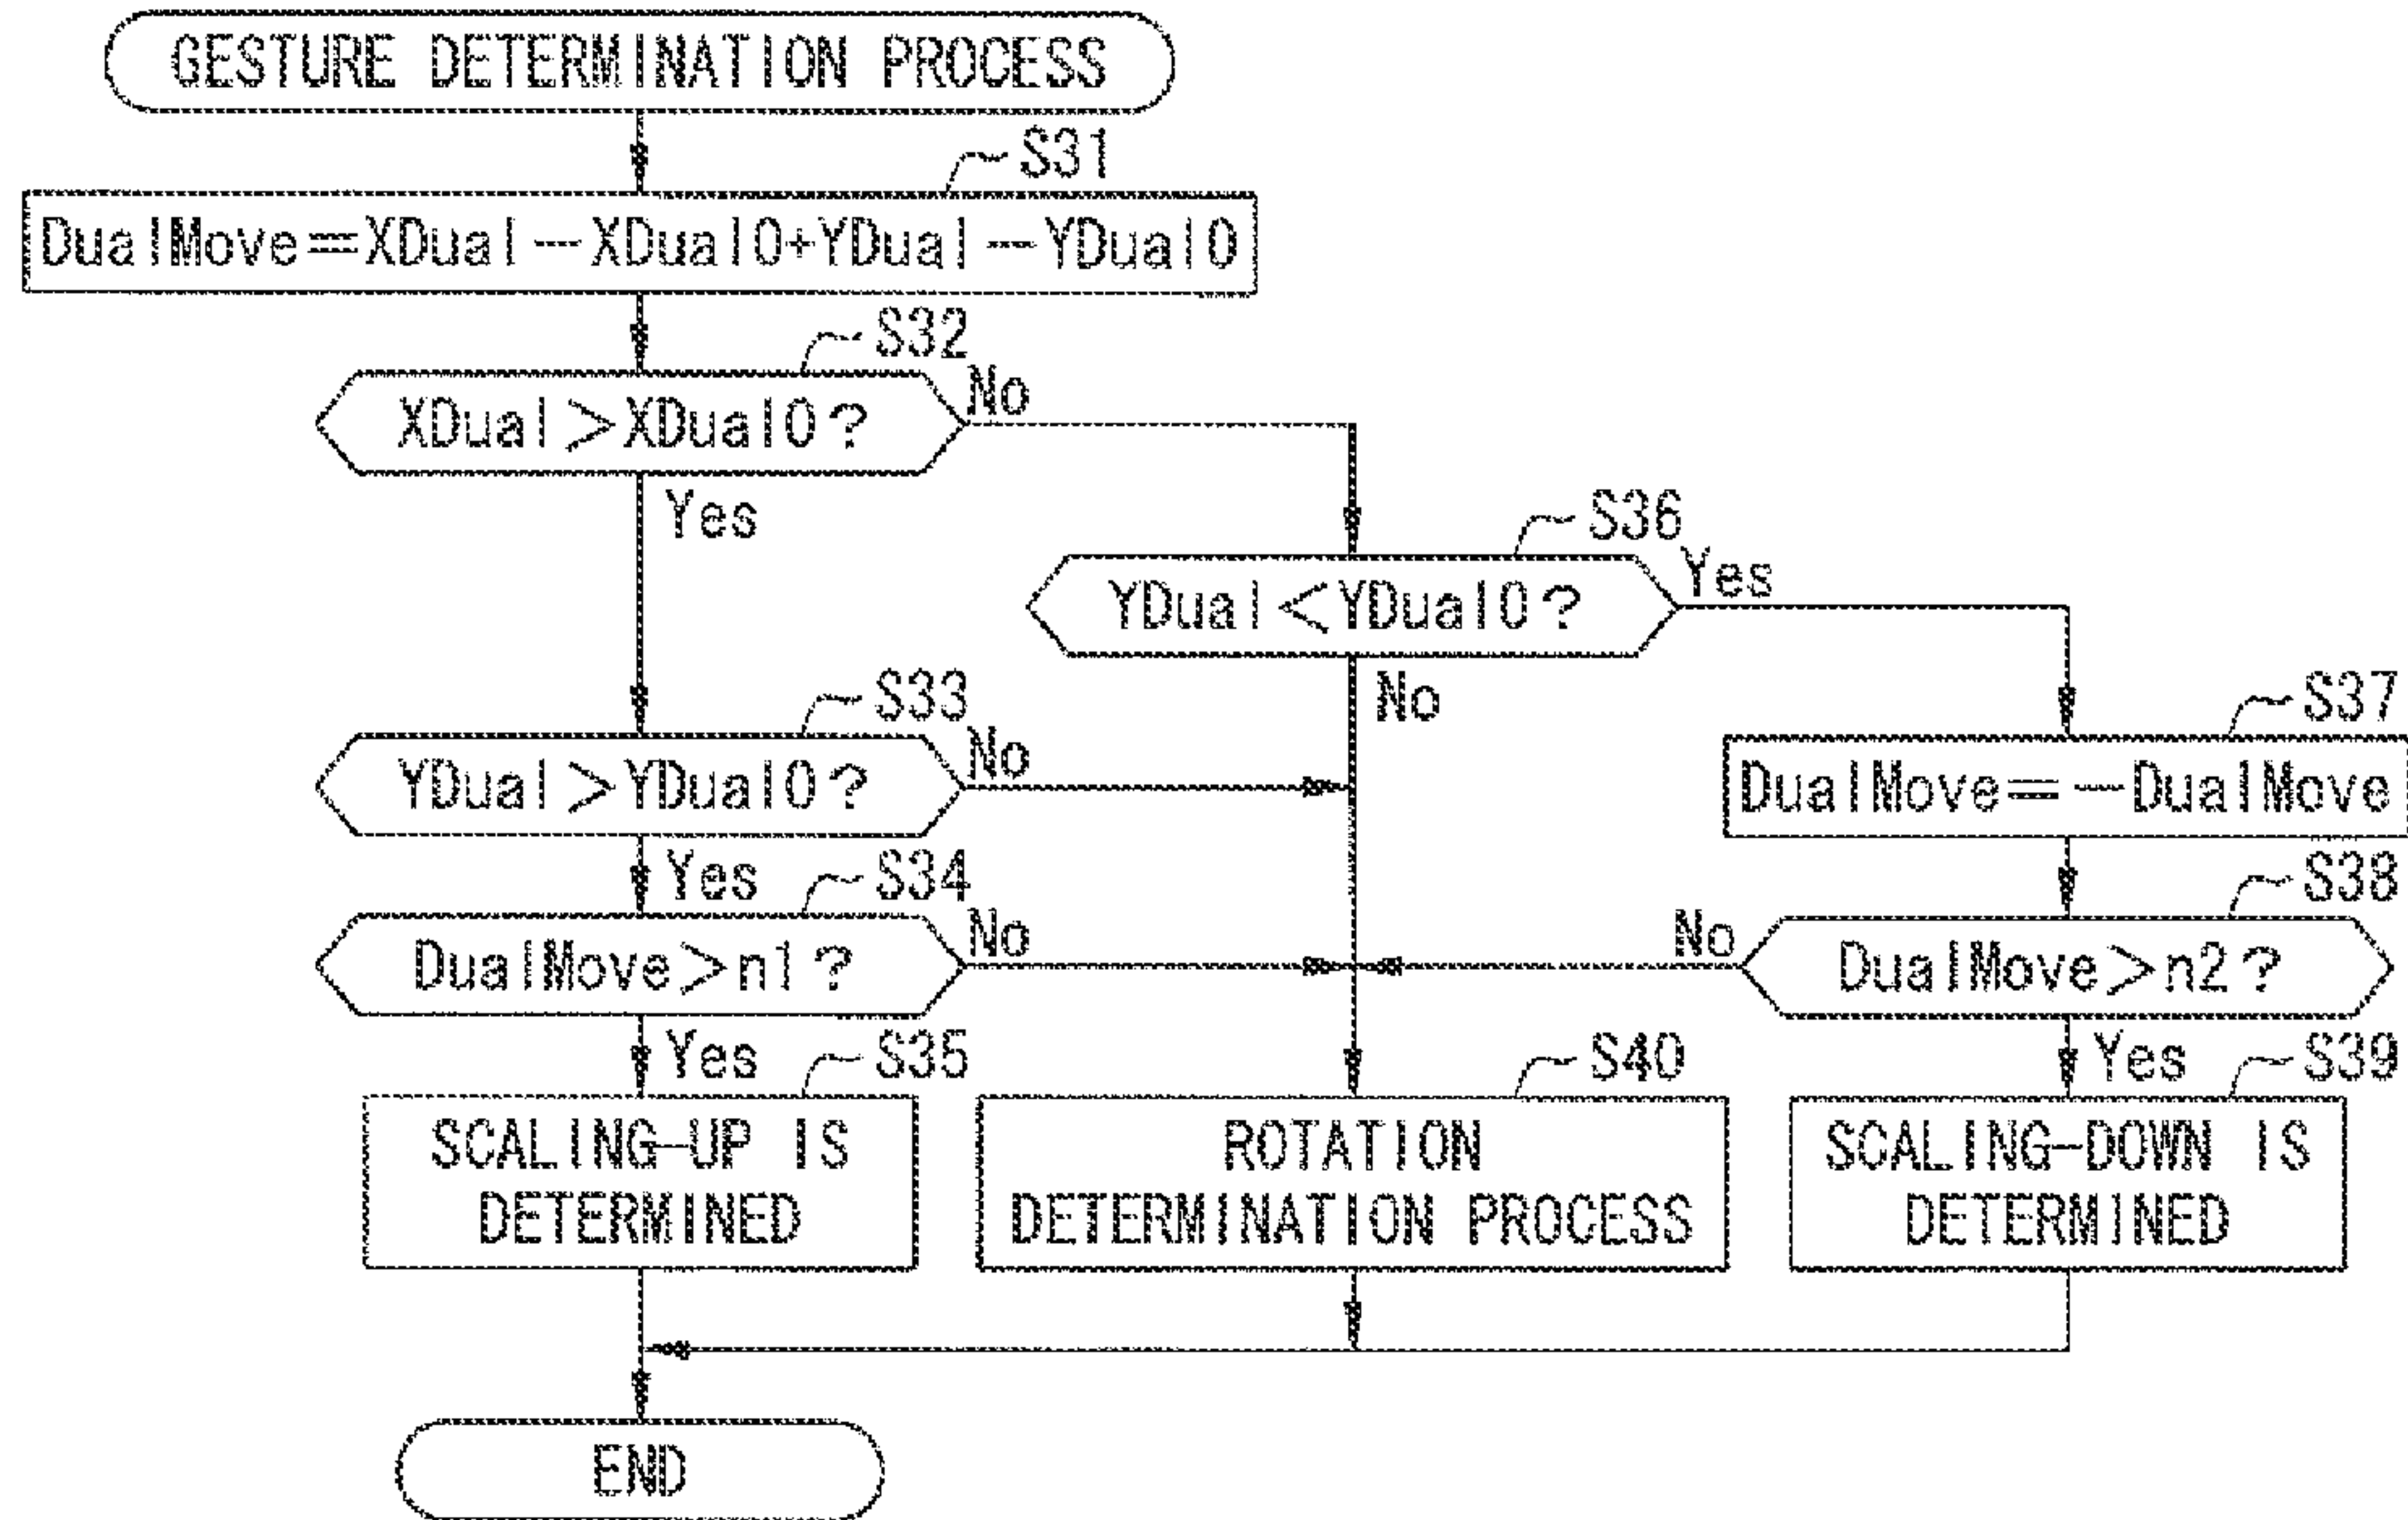 GESTURE DETERMINATION PROCESS
S31
DualMove=XDual-XDual0+YDual-YDual0
S32
XDual>XDual0?
No
Yes
S36
YDual<YDual0?
Yes
No
S33
YDual>YDual0?
No
Yes
S37
DualMove=-DualMove
S34
DualMove>n1?
No
Yes
S38
DualMove>n2?
No
Yes
S35
SCALING-UP IS
DETERMINED
S40
ROTATION
DETERMINATION PROCESS
S39
SCALING-DOWN IS
DETERMINED
END